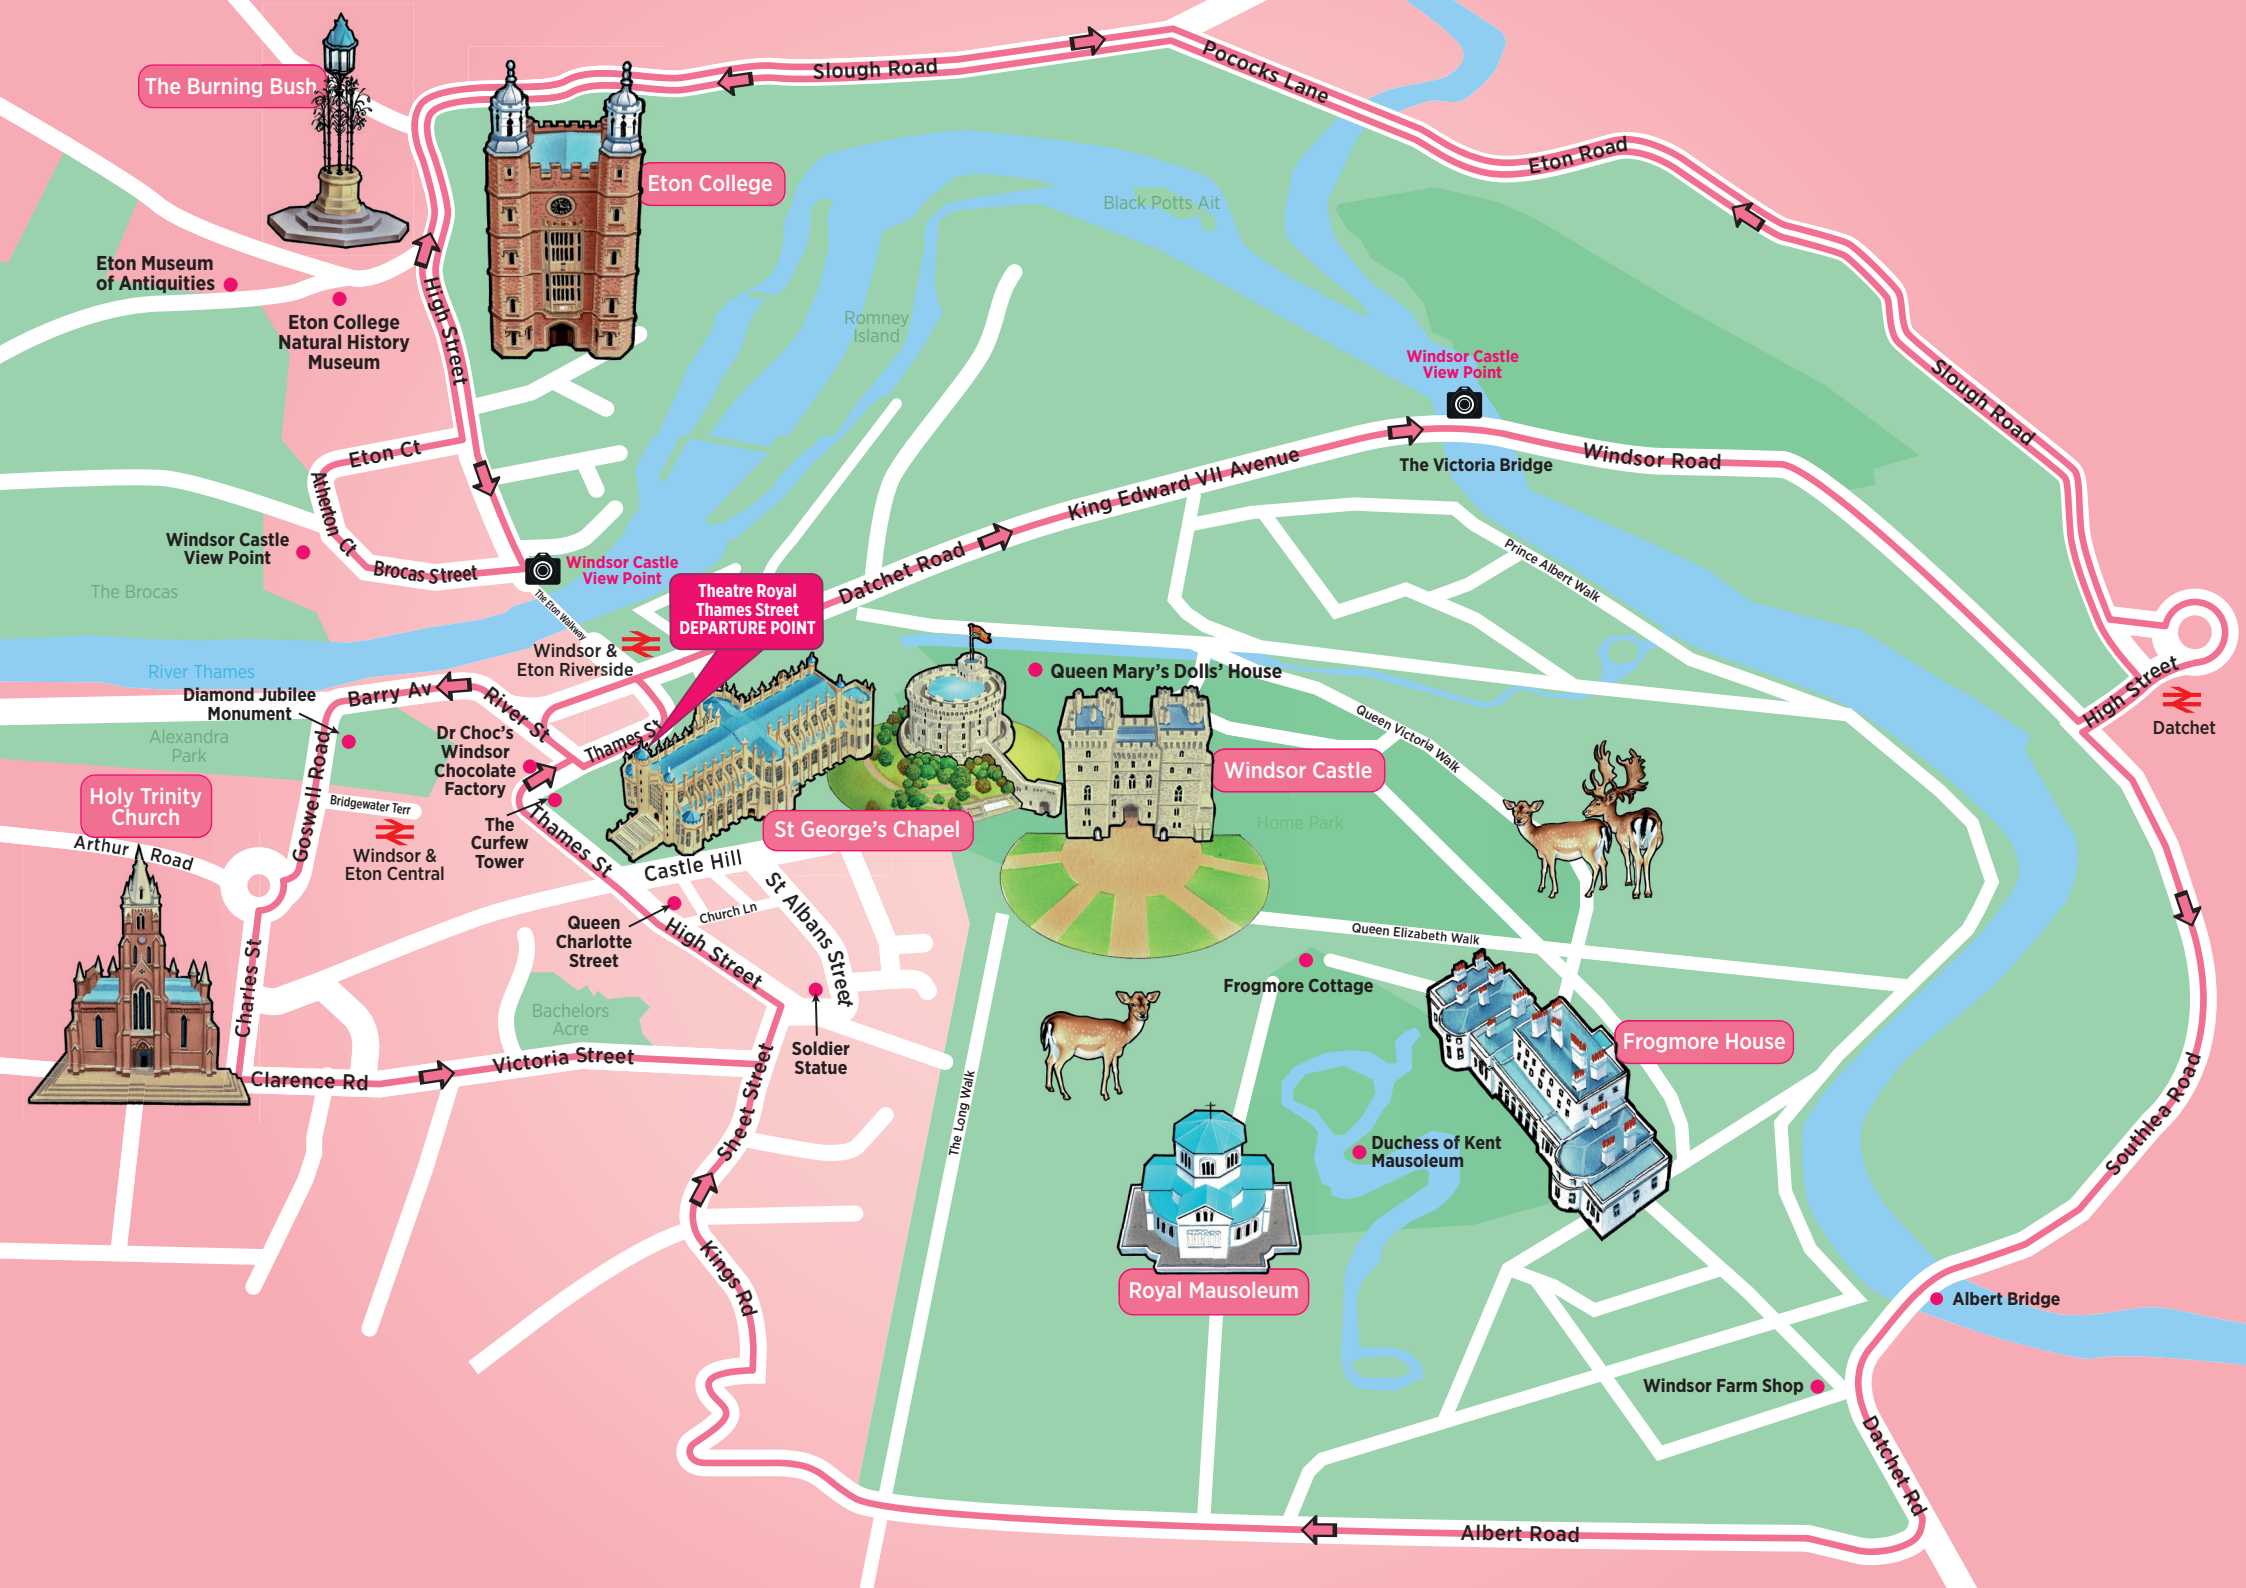 Slough Road
Pococks Lane
The Burning Bush
Eton Road
Eton College
Black Potts Ait
Eton Museum
of Antiquities
Eton College
Natural History
Museum
High Street
Romney
Island
Windsor Castle
View Point
Slough Road
The Victoria Bridge
Windsor Road
Eton Ct
King Edward VII Avenue
Atherton Ct
Windsor Castle
View Point
Brocas Street
Windsor Castle
View Point
Datchet Road
Prince Albert Walk
The Brocas
The Eton Walkway
Theatre Royal
Thames Street
DEPARTURE POINT
Windsor &
Eton Riverside
River Thames
Queen Mary's Dolls' House
High Street
Datchet
Diamond Jubilee
Monument
Barry Av
River St
Alexandra
Park
Dr Choc's
Windsor
Chocolate
Factory
Thames St
Queen Victoria Walk
Windsor Castle
Holy Trinity
Church
Goswell Road
Bridgewater Terr
Windsor &
Eton Central
The
Curfew
Tower
Thames St
St George's Chapel
Home Park
Arthur Road
Castle Hill
St Albans Street
Church Ln
Queen
Charlotte
Street
High Street
Queen Elizabeth Walk
Frogmore Cottage
Charles St
Bachelors
Acre
Soldier
Statue
Frogmore House
Clarence Rd
Victoria Street
Sheet Street
The Long Walk
Duchess of Kent
Mausoleum
Southlea Road
Kings Rd
Royal Mausoleum
Albert Bridge
Windsor Farm Shop
Datchet Rd
Albert Road